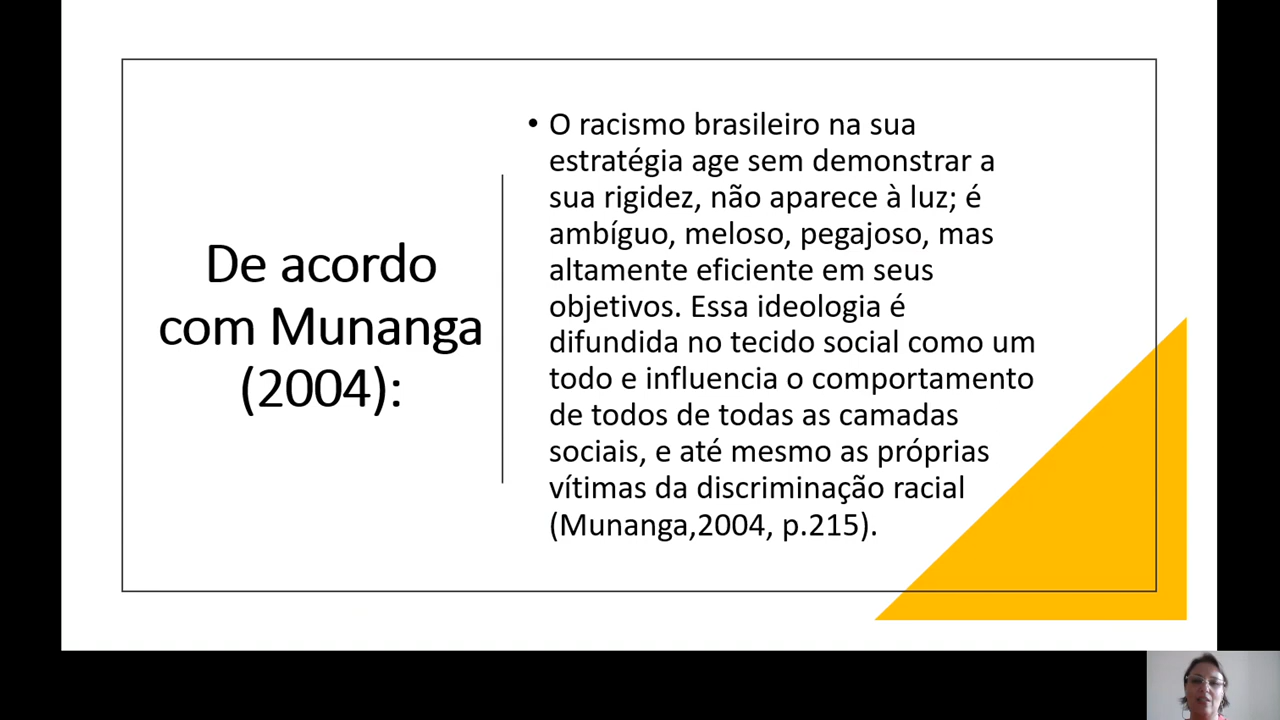 De acordo
com Munanga
(2004):
• O racismo brasileiro na sua
estratégia age sem demonstrar a
sua rigidez, não aparece à luz; é
ambíguo, meloso, pegajoso, mas
altamente eficiente em seus
objetivos. Essa ideologia é
difundida no tecido social como um
todo e influencia o comportamento
de todos de todas as camadas
sociais, e até mesmo as próprias
vítimas da discriminação racial
(Munanga,2004, p.215).